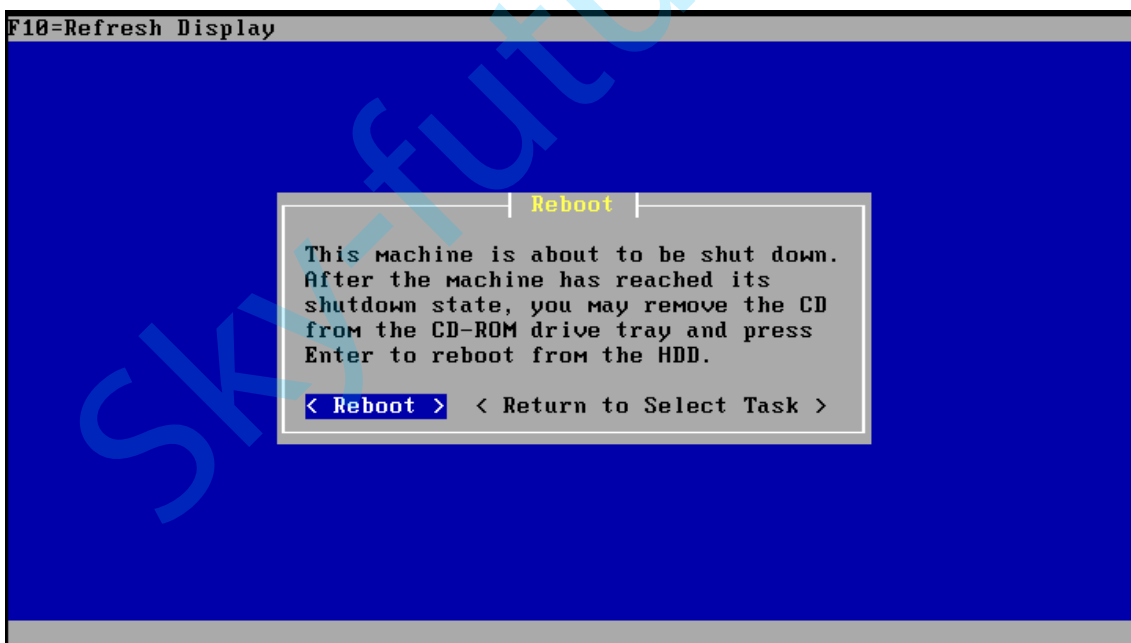 F10=Refresh Display
Reboot
This machine is about to be shut down.
After the machine has reached its
shutdown state, you may remove the CD
from the CD-ROM drive tray and press
Enter to reboot from the HDD.
< Reboot > < Return to Select Task >
Sky-futu